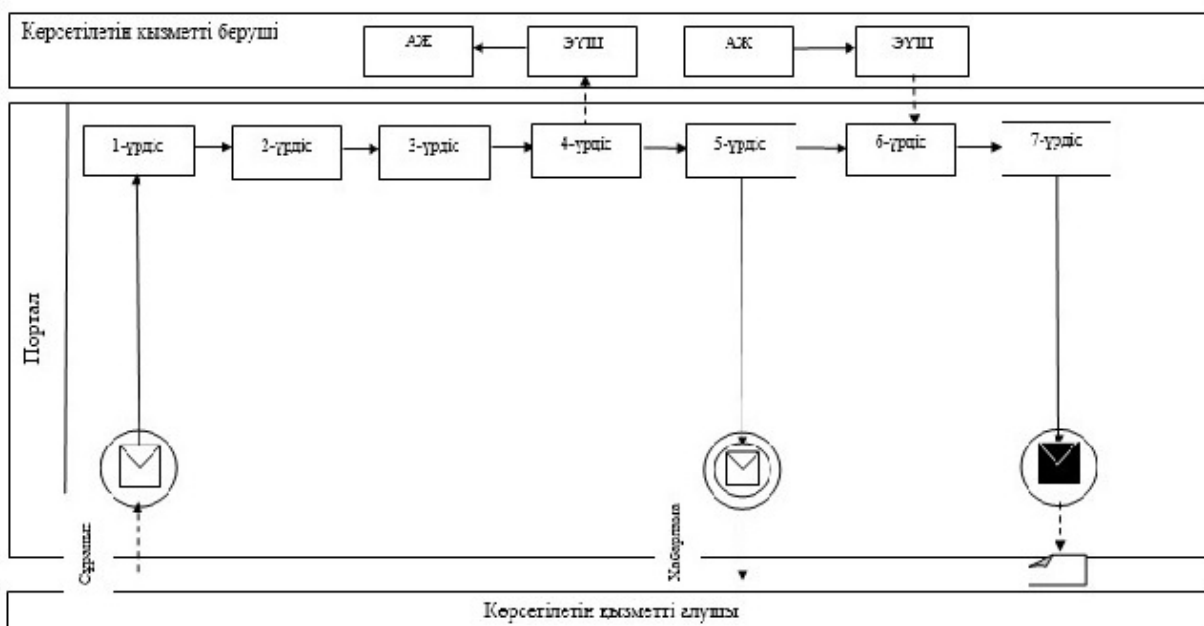 Көрсетілетін қызметті беруші
АЖ
ЭҮШ
АЖ
ЭҮШ
1-үрдіс
2-үрдіс
3-үрдіс
4-үрдіс
5-үрдіс
6-үрдіс
7-үрдіс
Портал
Сұраныс
Хабарлама
Көрсетілетін қызметті алушы